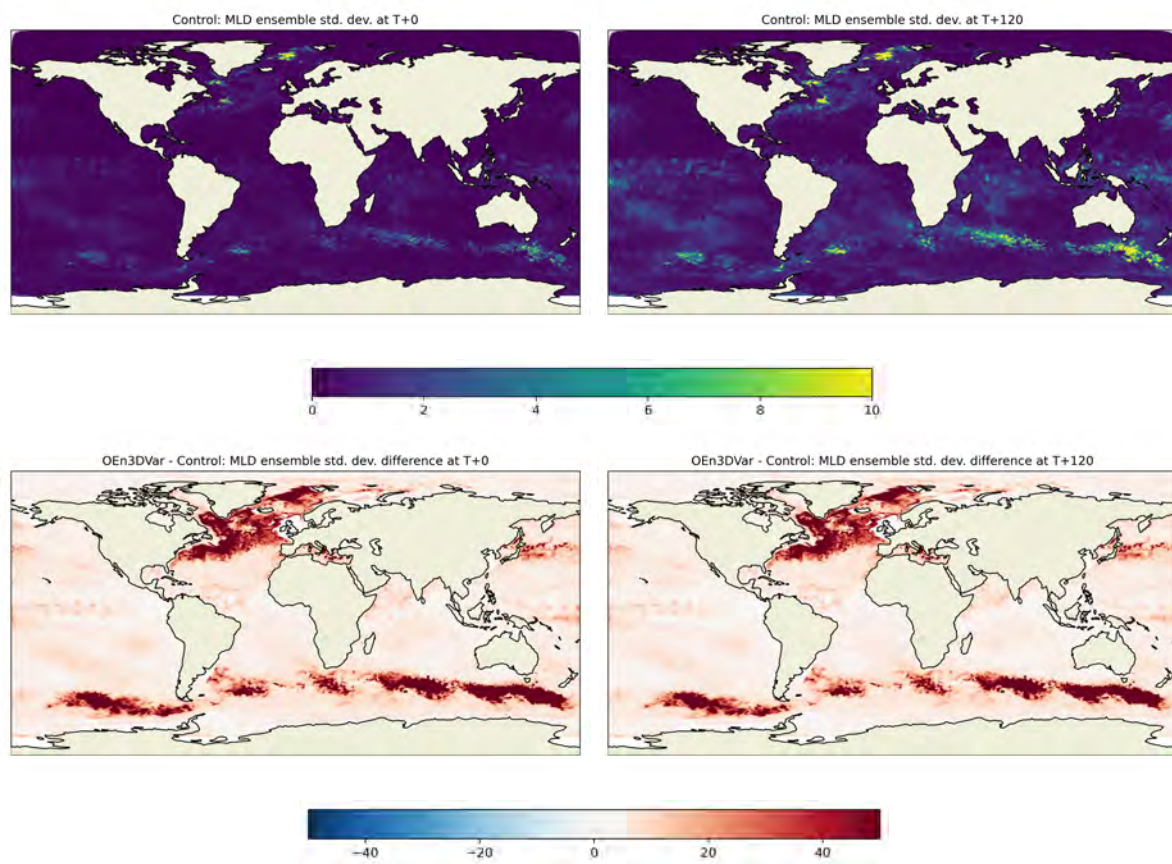 Control: MLD ensemble std. dev. at T+0
Control: MLD ensemble std. dev. at T+120
0 2 4 6 8 10
OEn3DVar - Control: MLD ensemble std. dev. difference at T+0
OEn3DVar - Control: MLD ensemble std. dev. difference at T+120
−40 −20 0 20 40